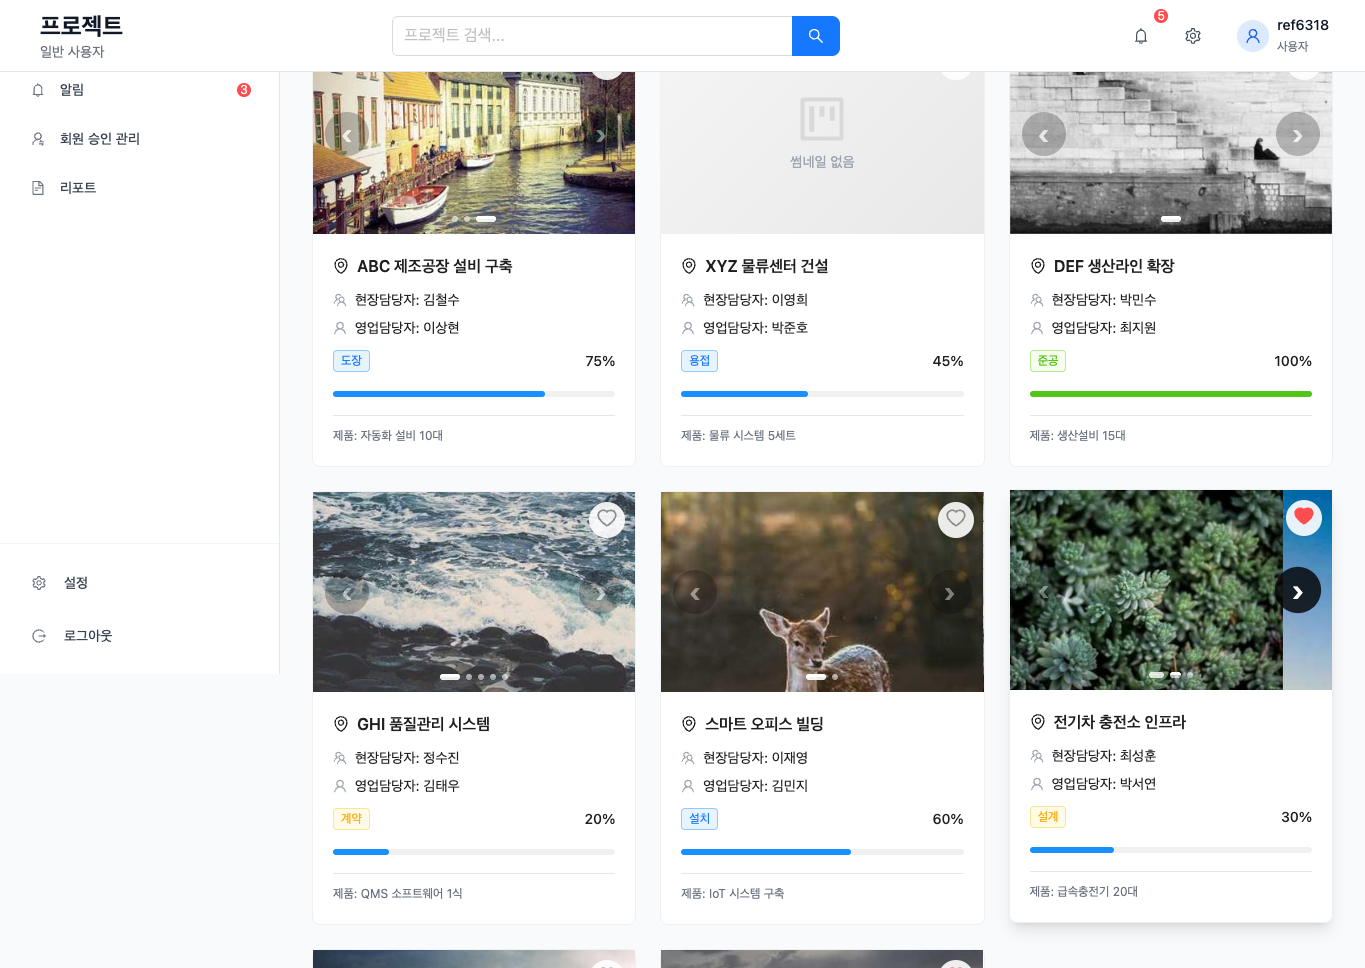 프로젝트
일반 사용자
프로젝트 검색...
5
ref6318
사용자
알림
3
회원 승인 관리
리포트
설정
로그아웃
썸네일 없음
ABC 제조공장 설비 구축
현장담당자: 김철수
영업담당자: 이상현
도장
75%
제품: 자동화 설비 10대
XYZ 물류센터 건설
현장담당자: 이영희
영업담당자: 박준호
용접
45%
제품: 물류 시스템 5세트
DEF 생산라인 확장
현장담당자: 박민수
영업담당자: 최지원
준공
100%
제품: 생산설비 15대
GHI 품질관리 시스템
현장담당자: 정수진
영업담당자: 김태우
계약
20%
제품: QMS 소프트웨어 1식
스마트 오피스 빌딩
현장담당자: 이재영
영업담당자: 김민지
설치
60%
제품: IoT 시스템 구축
전기차 충전소 인프라
현장담당자: 최성훈
영업담당자: 박서연
설계
30%
제품: 급속충전기 20대